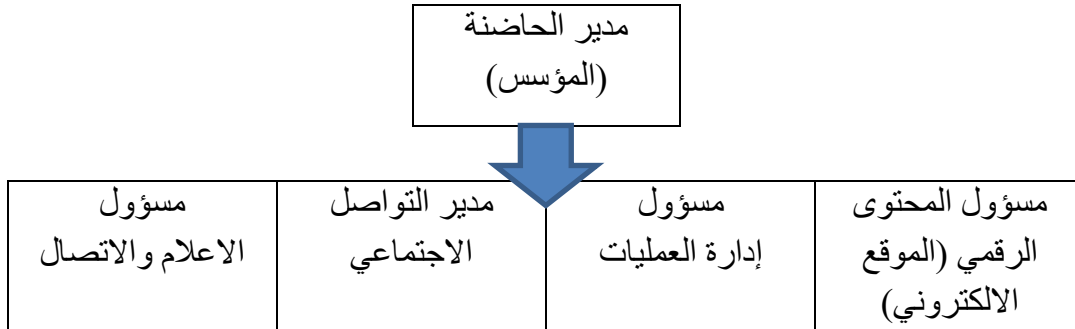 مدير الحاضنة
(المؤسس)
مسؤول المحتوى
الرقمي (الموقع
الالكتروني)
مسؤول
إدارة العمليات
مدير التواصل
الاجتماعي
مسؤول
الاعلام والاتصال